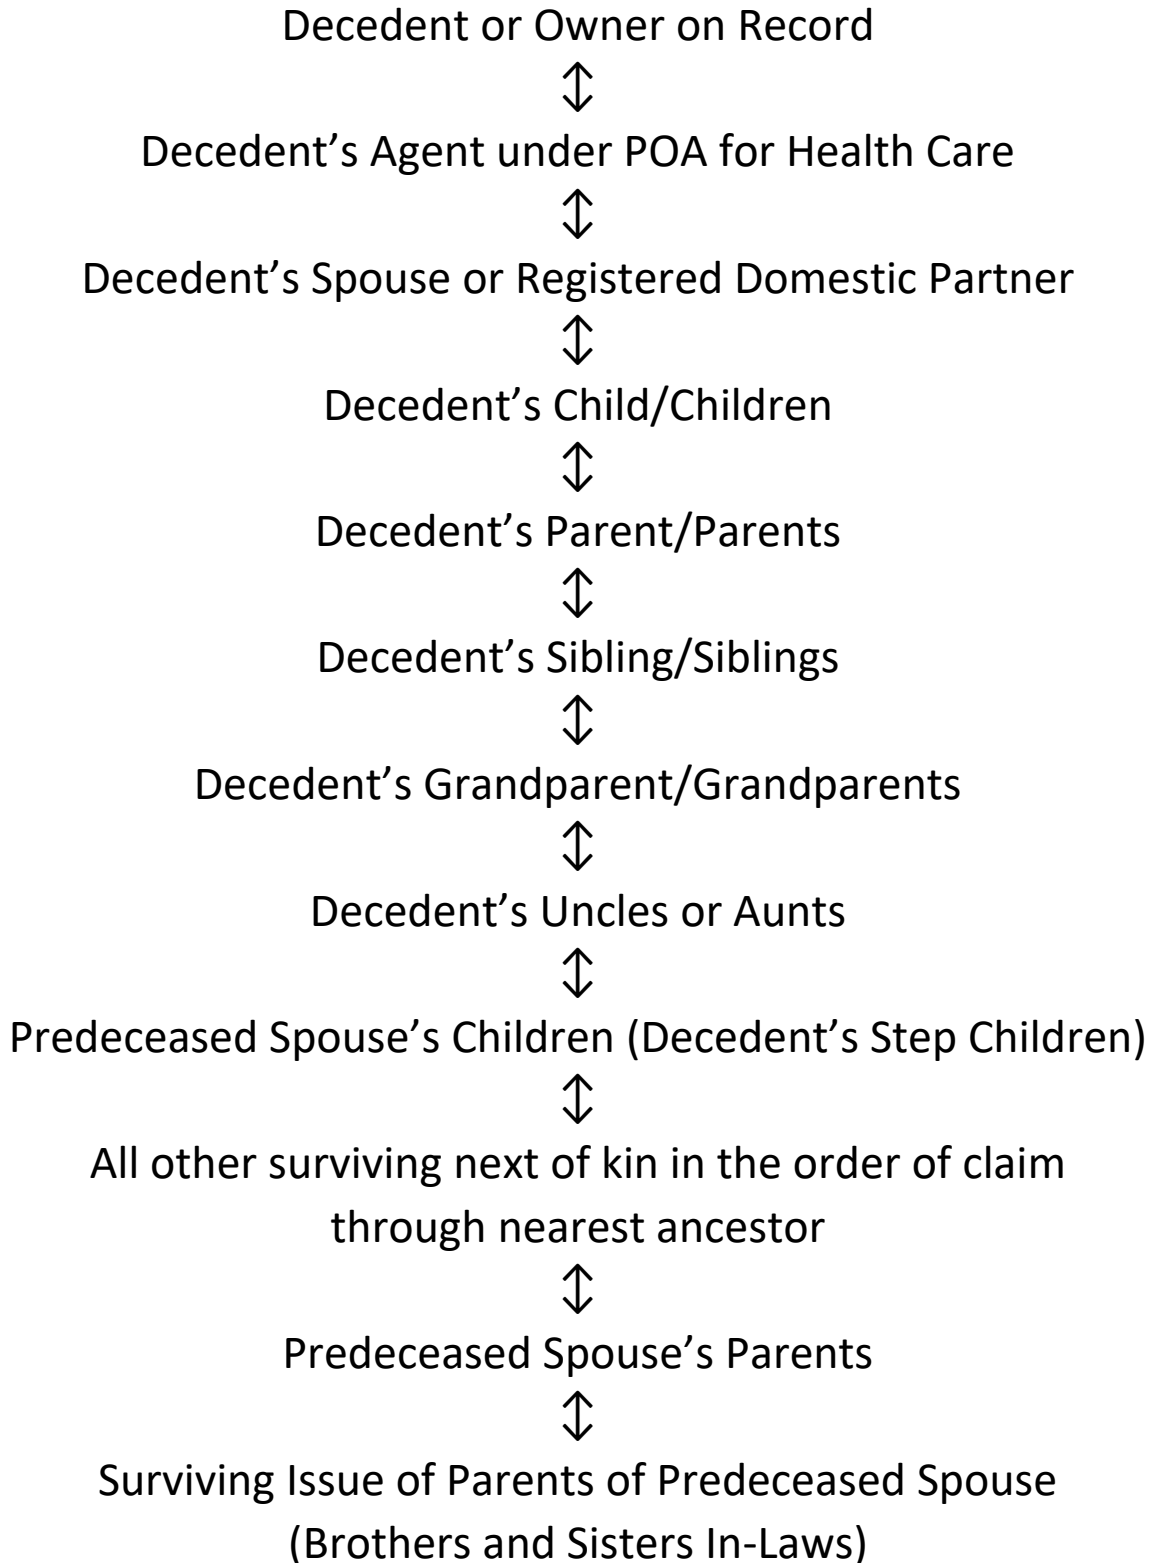 Decedent or Owner on Record
↕
Decedent’s Agent under POA for Health Care
↕
Decedent’s Spouse or Registered Domestic Partner
↕
Decedent’s Child/Children
↕
Decedent’s Parent/Parents
↕
Decedent’s Sibling/Siblings
↕
Decedent’s Grandparent/Grandparents
↕
Decedent’s Uncles or Aunts
↕
Predeceased Spouse’s Children (Decedent’s Step Children)
↕
All other surviving next of kin in the order of claim
through nearest ancestor
↕
Predeceased Spouse’s Parents
↕
Surviving Issue of Parents of Predeceased Spouse
(Brothers and Sisters In-Laws)